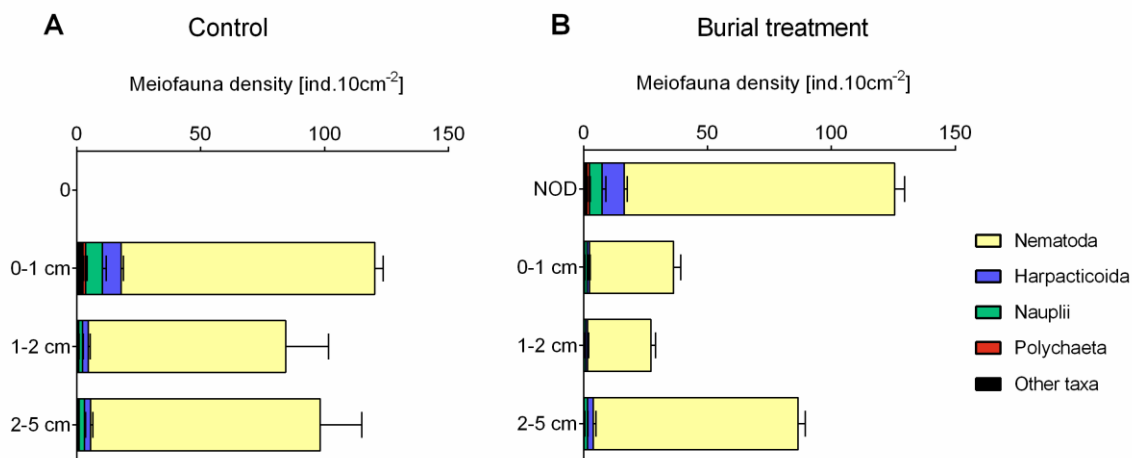 A Control
Meiofauna density [ind.10cm⁻²]
0 50 100 150
0
0-1 cm
1-2 cm
2-5 cm
B Burial treatment
Meiofauna density [ind.10cm⁻²]
0 50 100 150
NOD
0-1 cm
1-2 cm
2-5 cm
Nematoda
Harpacticoida
Nauplii
Polychaeta
Other taxa